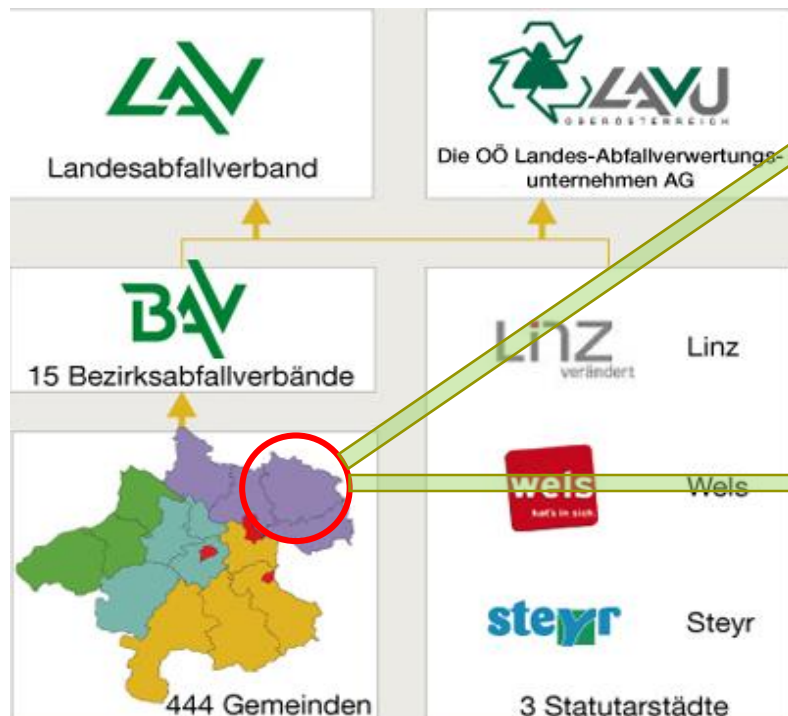 LAV
Landesabfallverband
LAVU
OBERÖSTERREICH
Die OÖ Landes-Abfallverwertungs-
unternehmen AG
BAV
15 Bezirksabfallverbände
444 Gemeinden
Linz
verändert
Linz
wels
hat's in sich.
Wels
steyr
Steyr
3 Statutarstädte